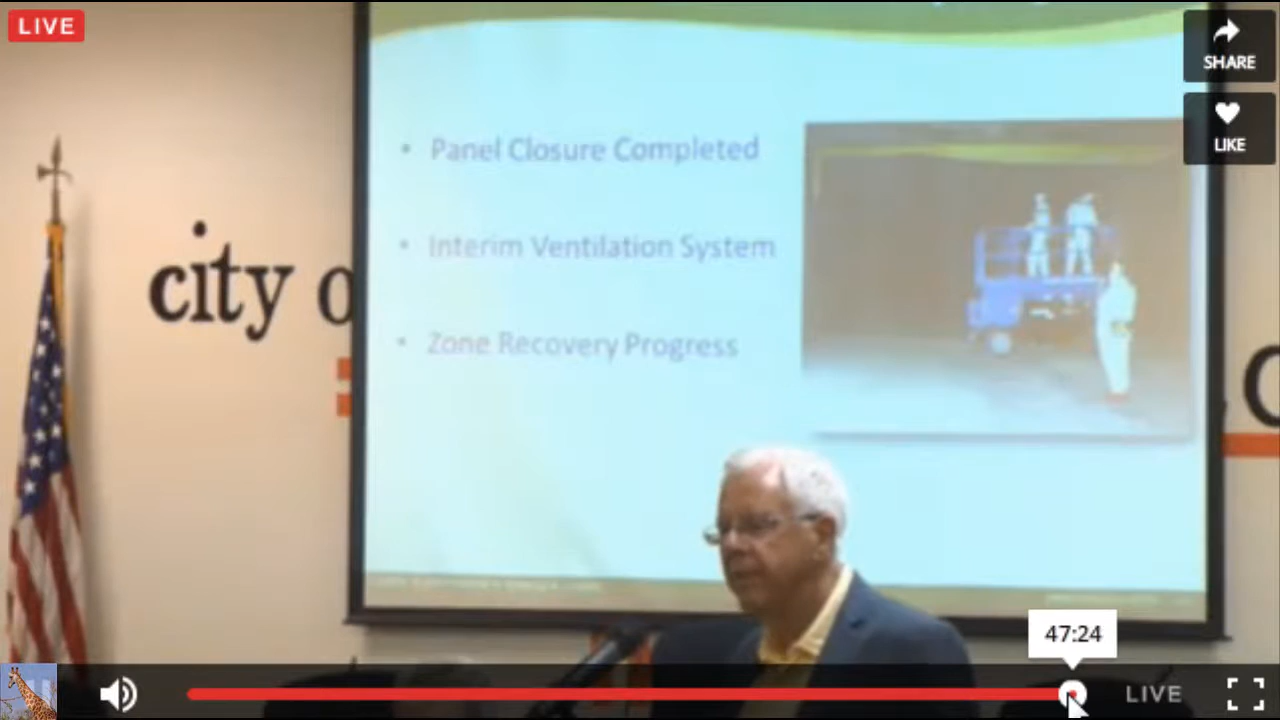 LIVE
SHARE
LIKE
• Panel Closure Completed
• Interim Ventilation System
• Zone Recovery Progress
city o
47:24
LIVE